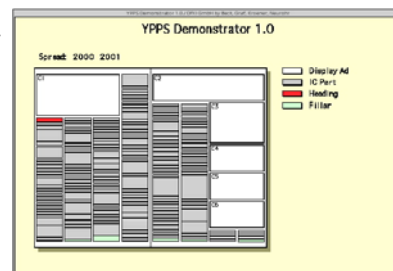 YPPS Demonstrator 1.0
Spread: 2000 2001
Display Ad
IC Part
Heading
Filler
C1
C2
C3
C4
C5
C6